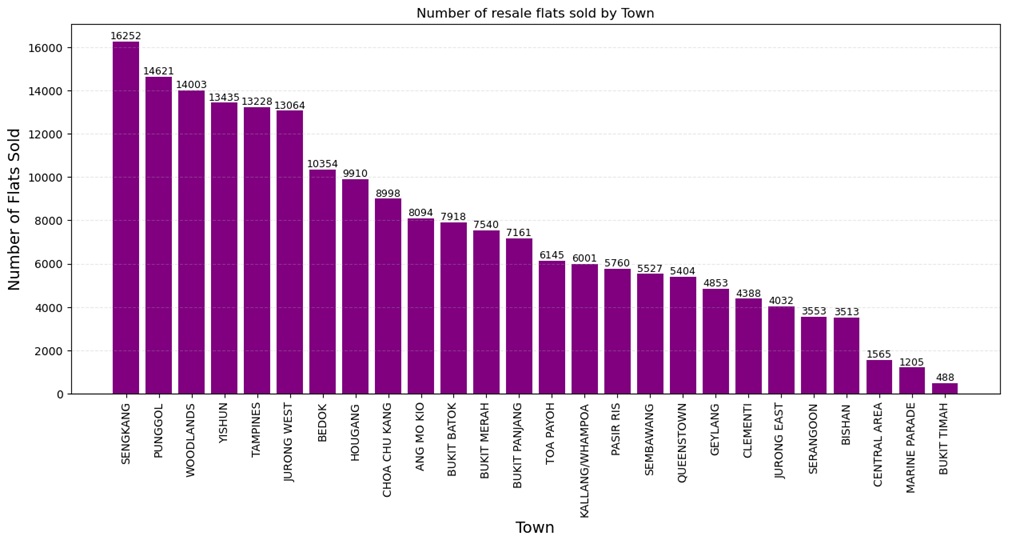 Number of resale flats sold by Town
Number of Flats Sold
16000
14000
12000
10000
8000
6000
4000
2000
0
16252
14621
14003
13435
13228
13064
10354
9910
8998
8094
7918
7540
7161
6145
6001
5760
5527
5404
4853
4388
4032
3553
3513
1565
1205
488
SENGKANG
PUNGGOL
WOODLANDS
YISHUN
TAMPINES
JURONG WEST
BEDOK
HOUGANG
CHOA CHU KANG
ANG MO KIO
BUKIT BATOK
BUKIT MERAH
BUKIT PANJANG
TOA PAYOH
KALLANG/WHAMPOA
PASIR RIS
SEMBAWANG
QUEENSTOWN
GEYLANG
CLEMENTI
JURONG EAST
SERANGOON
BISHAN
CENTRAL AREA
MARINE PARADE
BUKIT TIMAH
Town